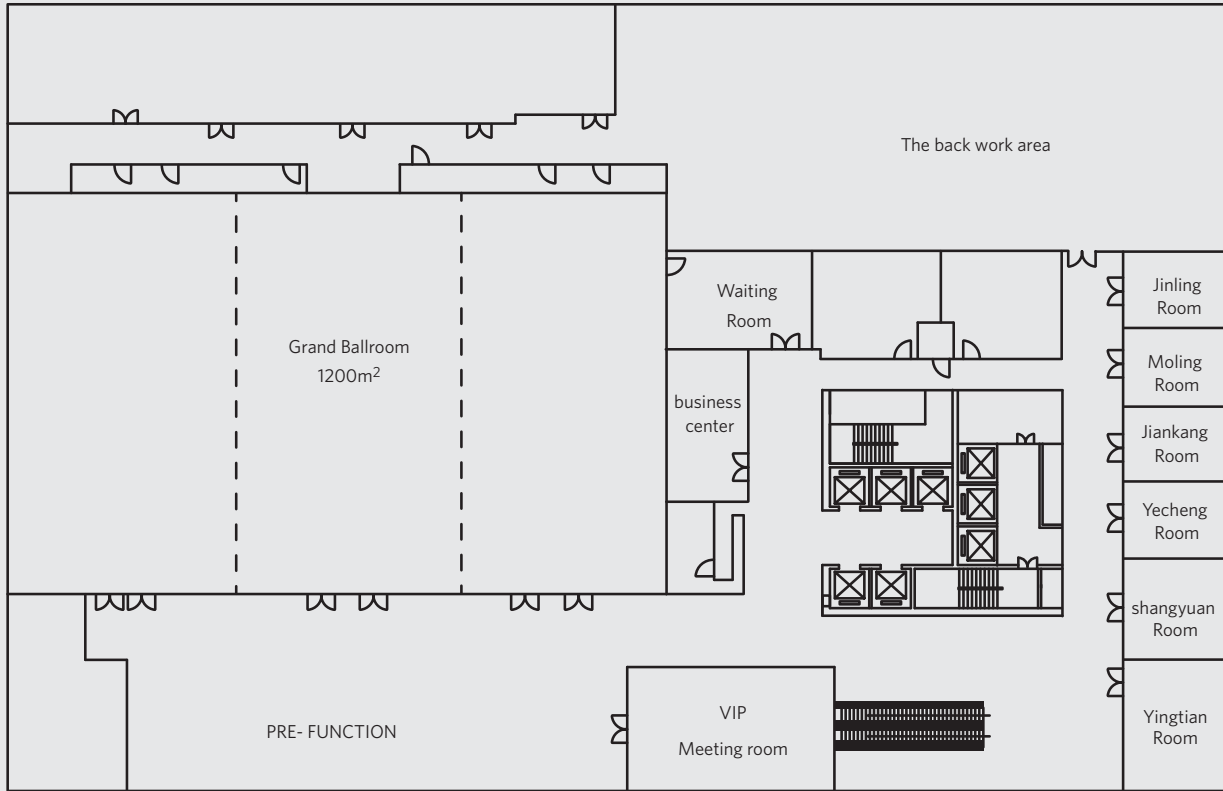 The back work area
Waiting
Room
Jinling
Room
Grand Ballroom
1200m²
Moling
Room
business
center
Jiankang
Room
Yecheng
Room
shangyuan
Room
PRE- FUNCTION
VIP
Meeting room
Yingtian
Room